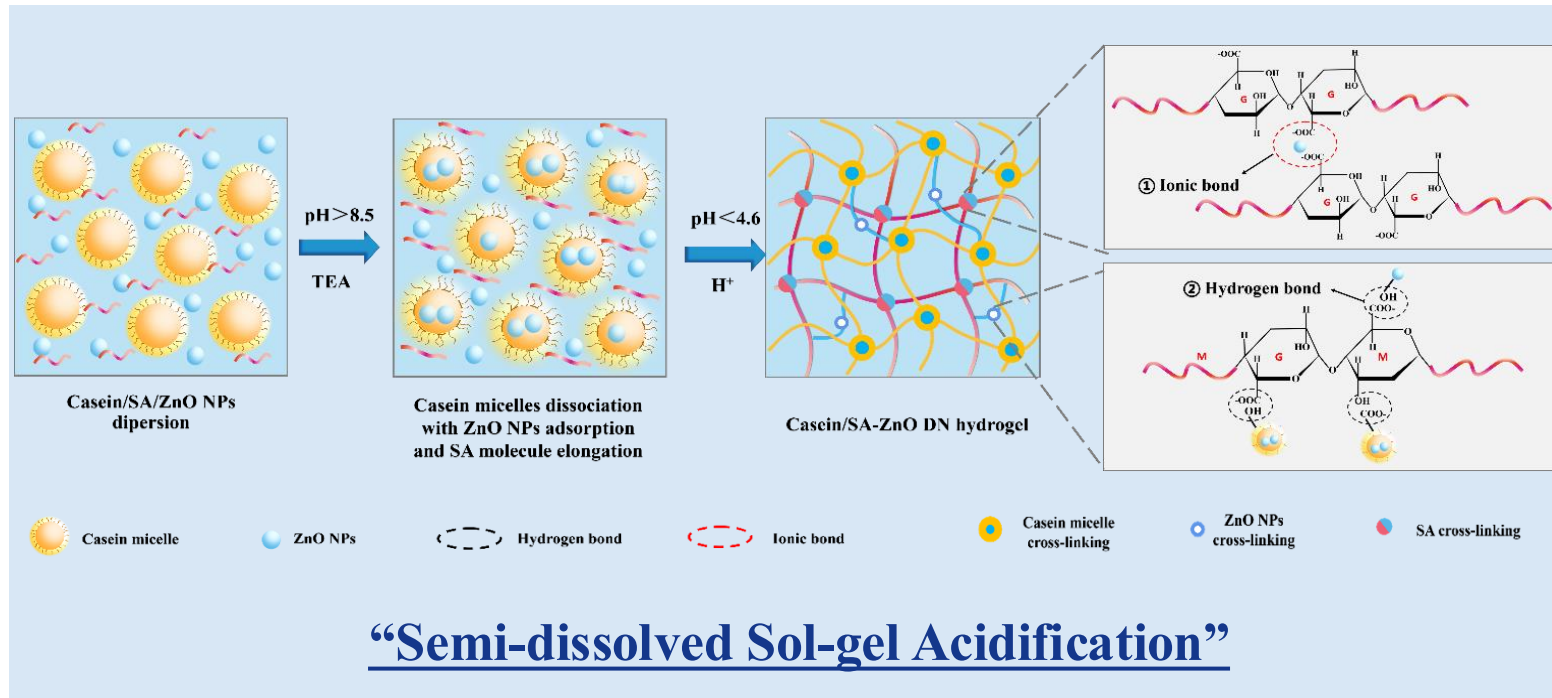 pH＞8.5
TEA
pH＜4.6
H⁺
Casein/SA/ZnO NPs
dipersion
Casein micelles dissociation
with ZnO NPs adsorption
and SA molecule elongation
Casein/SA-ZnO DN hydrogel
-OOC
H
OH
OH
H
G
O
H
H
G
-OOC
H
HO
O
-OOC
① Ionic bond
H
OH
OH
H
G
O
H
H
G
-OOC
H
HO
O
② Hydrogen bond
OH
COO-
M
H
HO
G
H
O
-OOC
OH
O
H
M
H
OH
COO-
O
Casein micelle
ZnO NPs
Hydrogen bond
Ionic bond
Casein micelle
cross-linking
ZnO NPs
cross-linking
SA cross-linking
“Semi-dissolved Sol-gel Acidification”